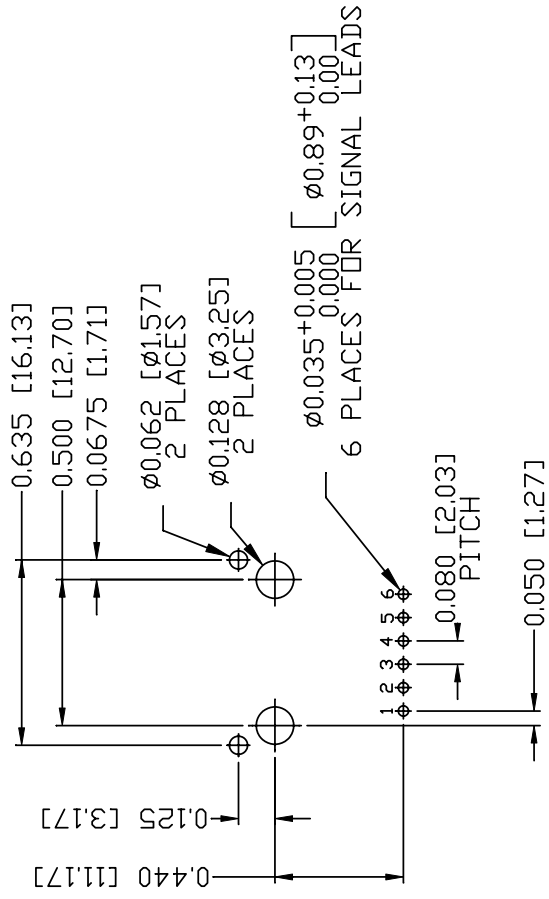 0.635 [16.13]
0.500 [12.70]
0.0675 [1.71]
Ø0.062 [Ø1.57]
2 PLACES
Ø0.128 [Ø3.25]
2 PLACES
Ø0.035 +0.005 0.000 [Ø0.89 +0.13 0.00]
6 PLACES FOR SIGNAL LEADS
1 2 3 4 5 6
0.080 [2.03]
PITCH
0.050 [1.27]
0.125 [3.17]
0.440 [11.17]